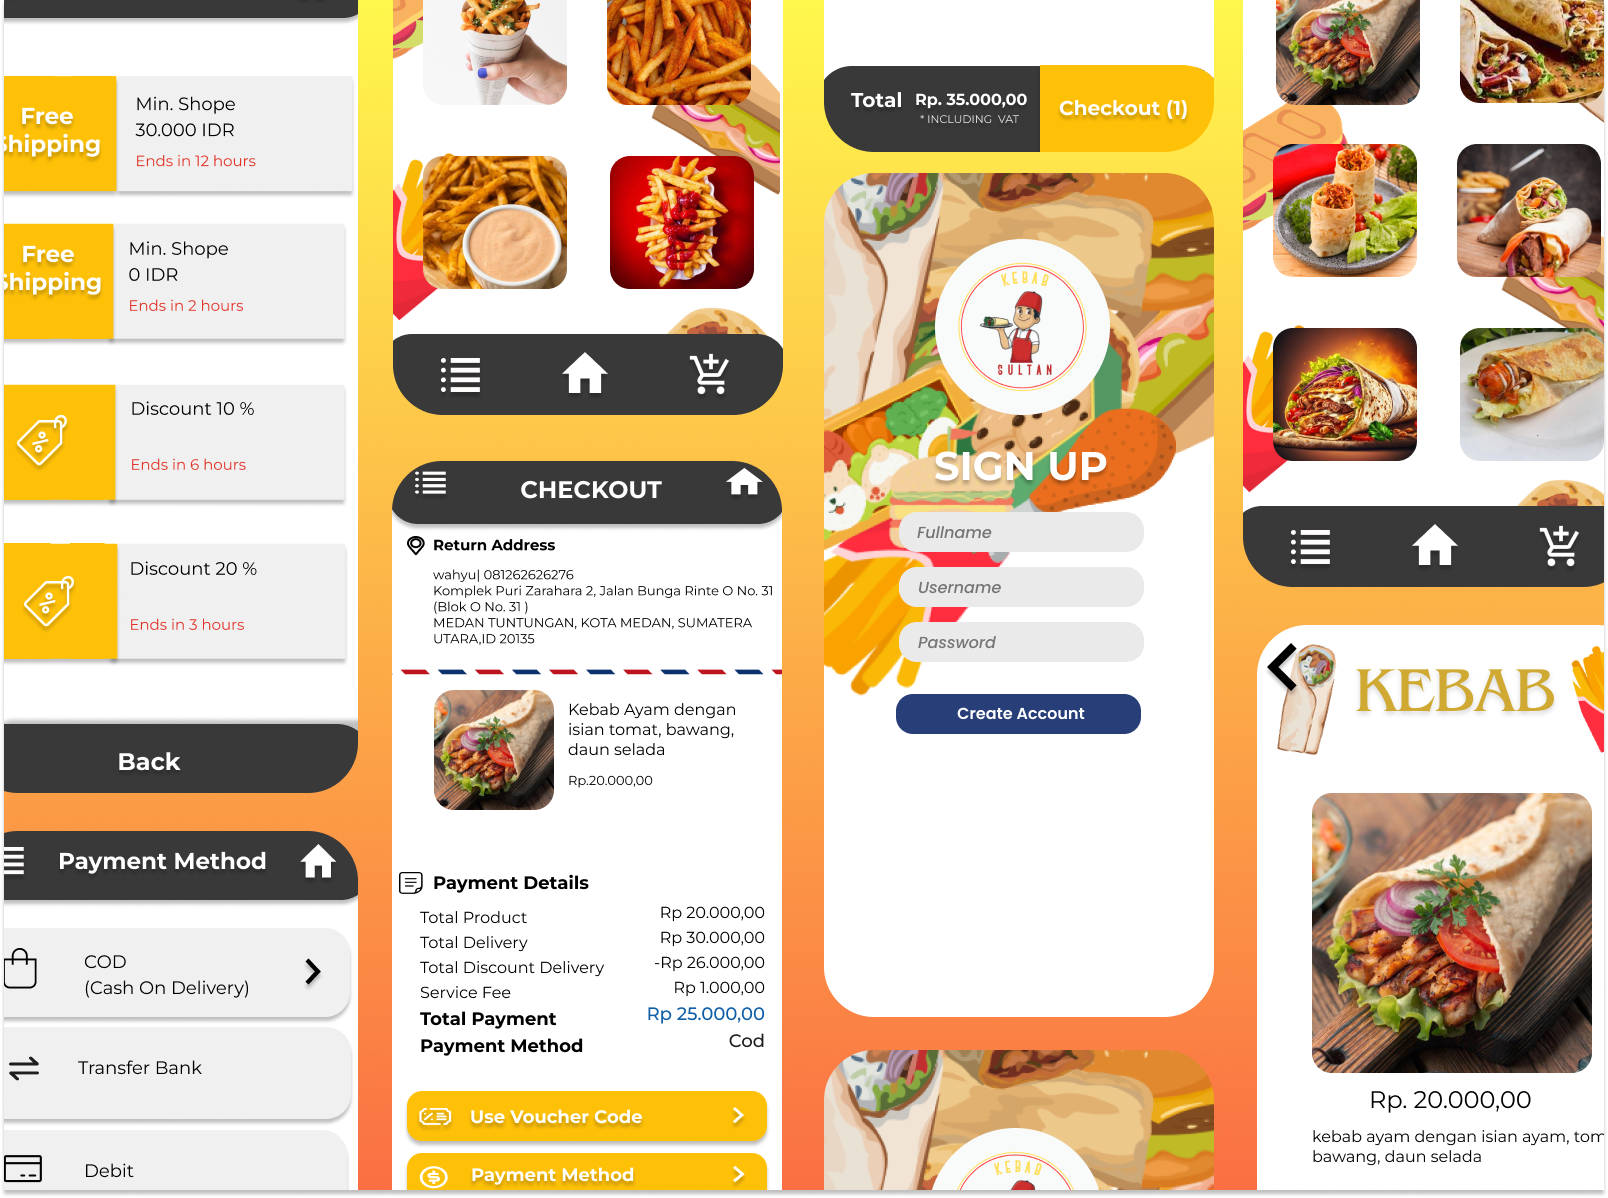 Free
Shipping
Min. Shope
30.000 IDR
Ends in 12 hours
Free
Shipping
Min. Shope
0 IDR
Ends in 2 hours
%
Discount 10 %
Ends in 6 hours
%
Discount 20 %
Ends in 3 hours
Back
Payment Method
COD
(Cash On Delivery)
Transfer Bank
Debit
CHECKOUT
Return Address
wahyu| 081262626276
Komplek Puri Zarahara 2, Jalan Bunga Rinte O No. 31
(Blok O No. 31 )
MEDAN TUNTUNGAN, KOTA MEDAN, SUMATERA
UTARA,ID 20135
Kebab Ayam dengan
isian tomat, bawang,
daun selada
Rp.20.000,00
Payment Details
Total Product Rp 20.000,00
Total Delivery Rp 30.000,00
Total Discount Delivery -Rp 26.000,00
Service Fee Rp 1.000,00
Total Payment Rp 25.000,00
Payment Method Cod
Use Voucher Code
$ Payment Method
Total Rp. 35.000,00
* INCLUDING VAT
Checkout (1)
KEBAB
SULTAN
SIGN UP
Fullname
Username
Password
Create Account
KEBAB
KEBAB
Rp. 20.000,00
kebab ayam dengan isian ayam, tom
bawang, daun selada